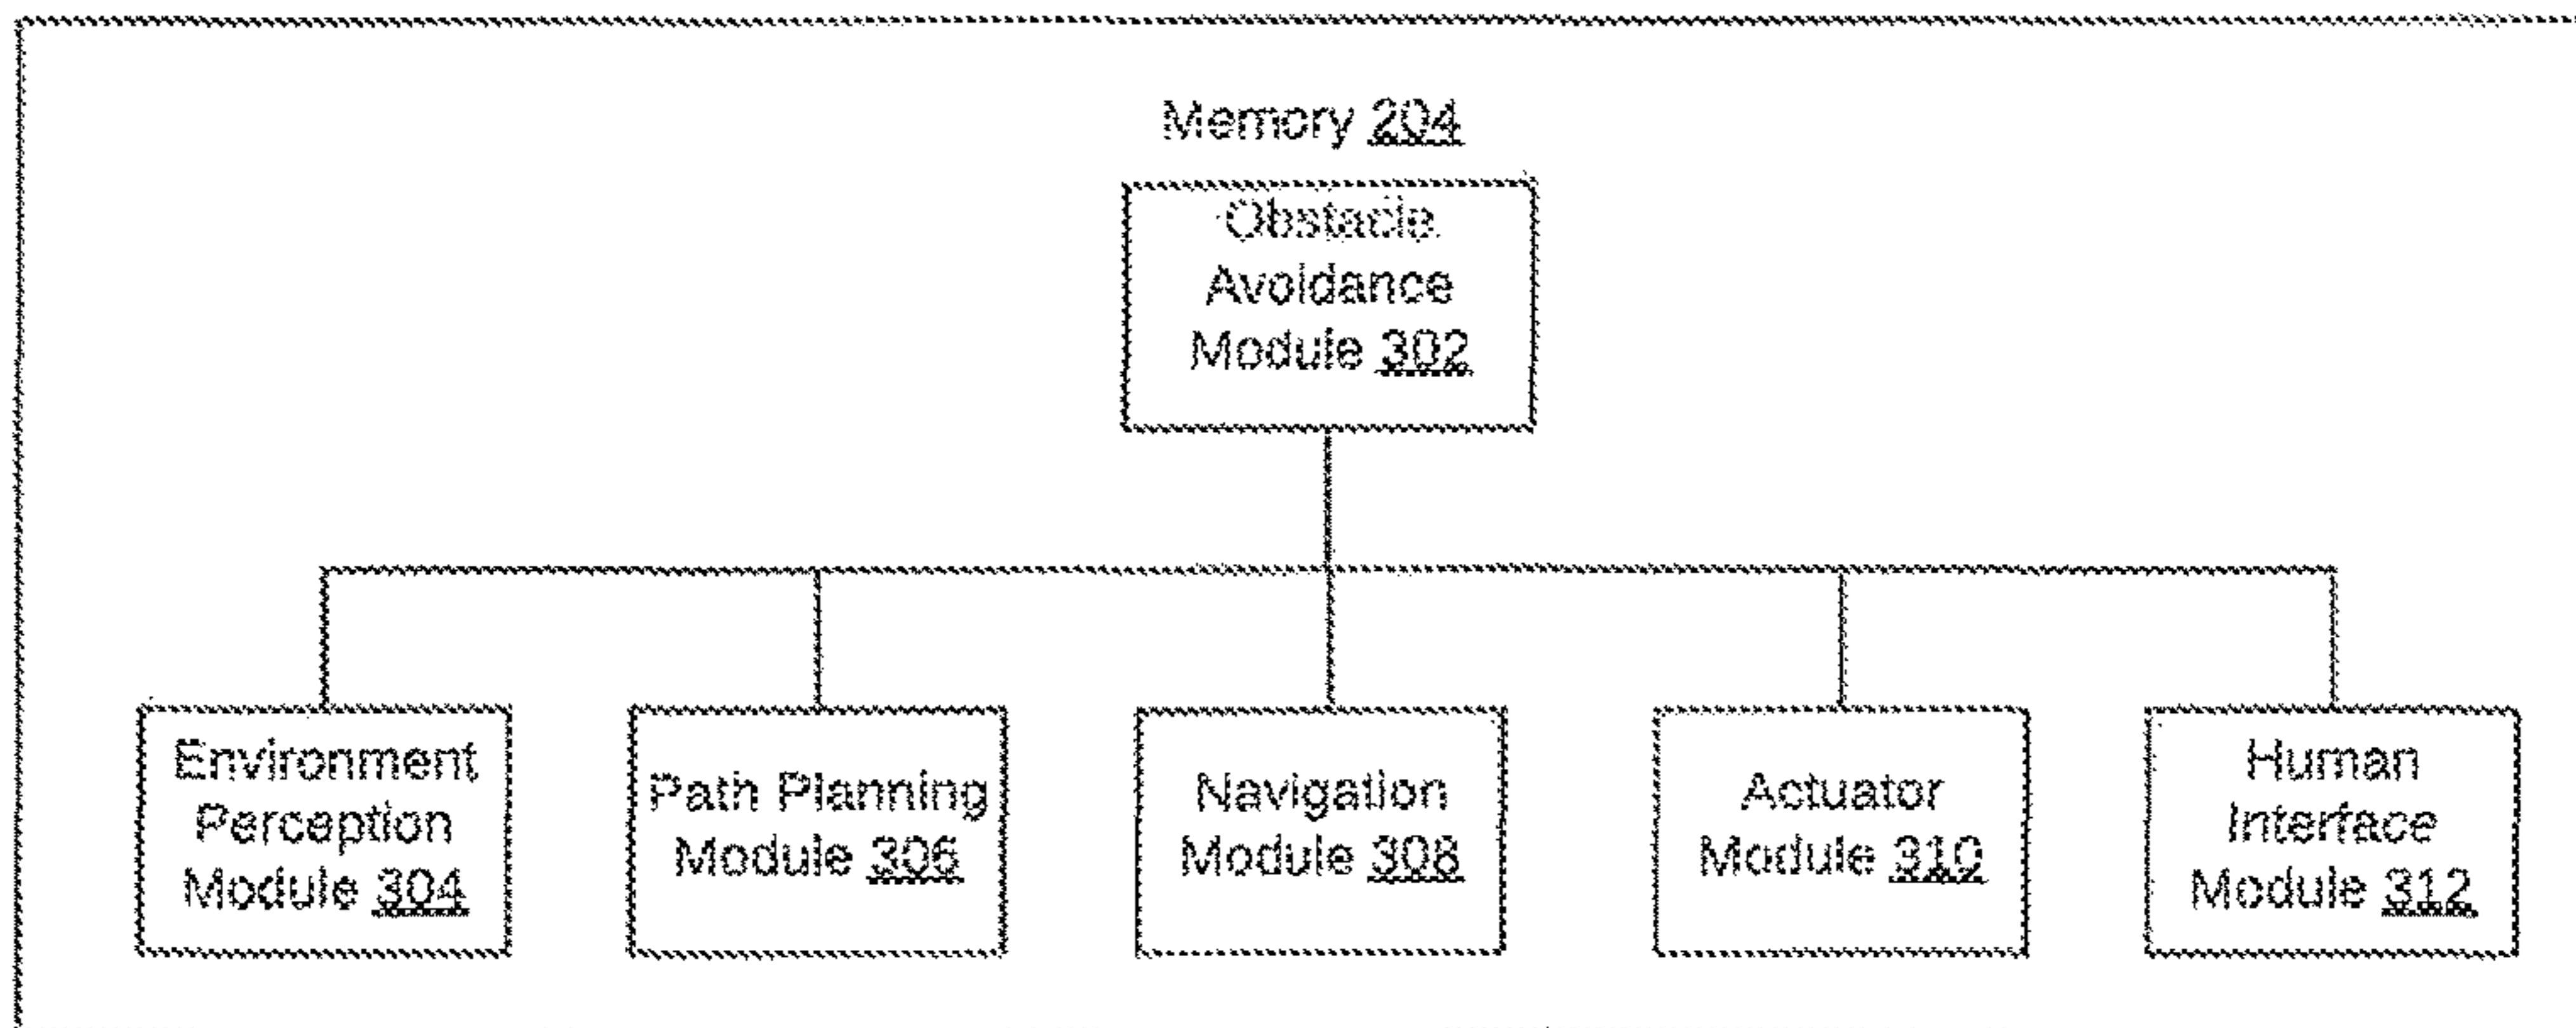 Memory 204
Obstacle
Avoidance
Module 302
Environment
Perception
Module 304
Path Planning
Module 306
Navigation
Module 308
Actuator
Module 310
Human
Interface
Module 312